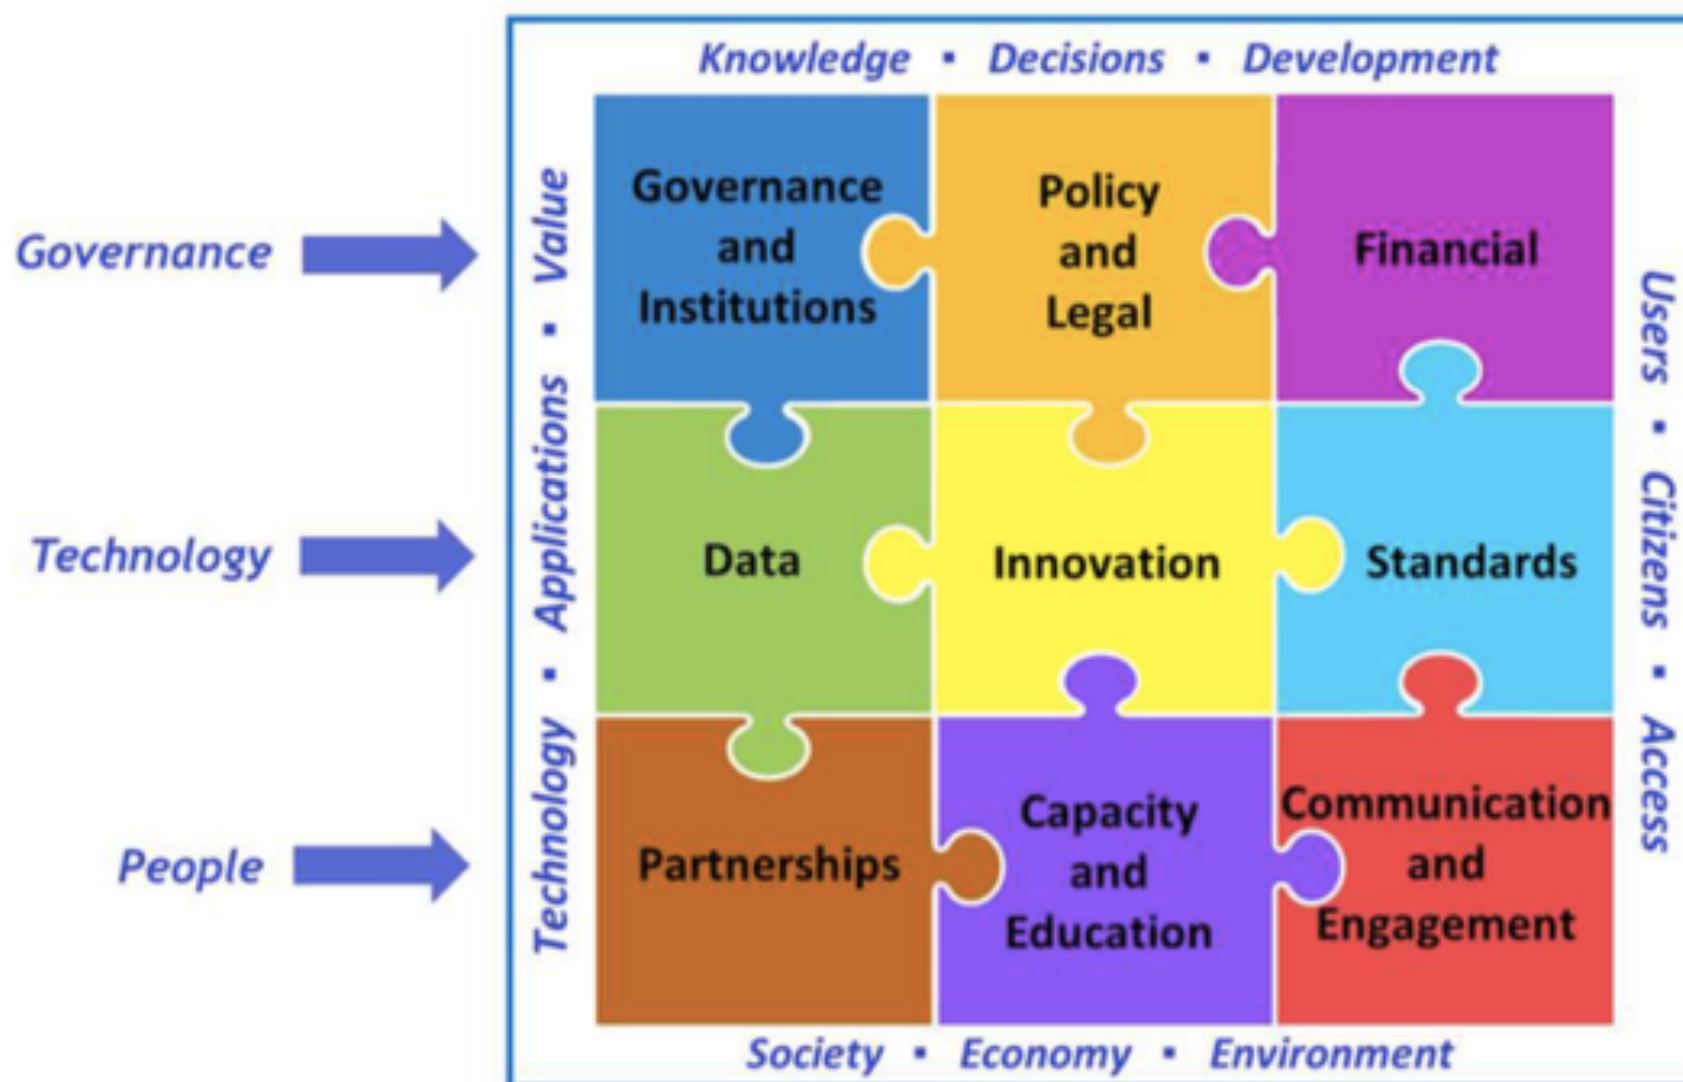 Knowledge ▪ Decisions ▪ Development
Governance
Technology
People
Technology ▪ Applications ▪ Value
Governance
and
Institutions
Policy
and
Legal
Financial
Data
Innovation
Standards
Partnerships
Capacity
and
Education
Communication
and
Engagement
Users ▪ Citizens ▪ Access
Society ▪ Economy ▪ Environment